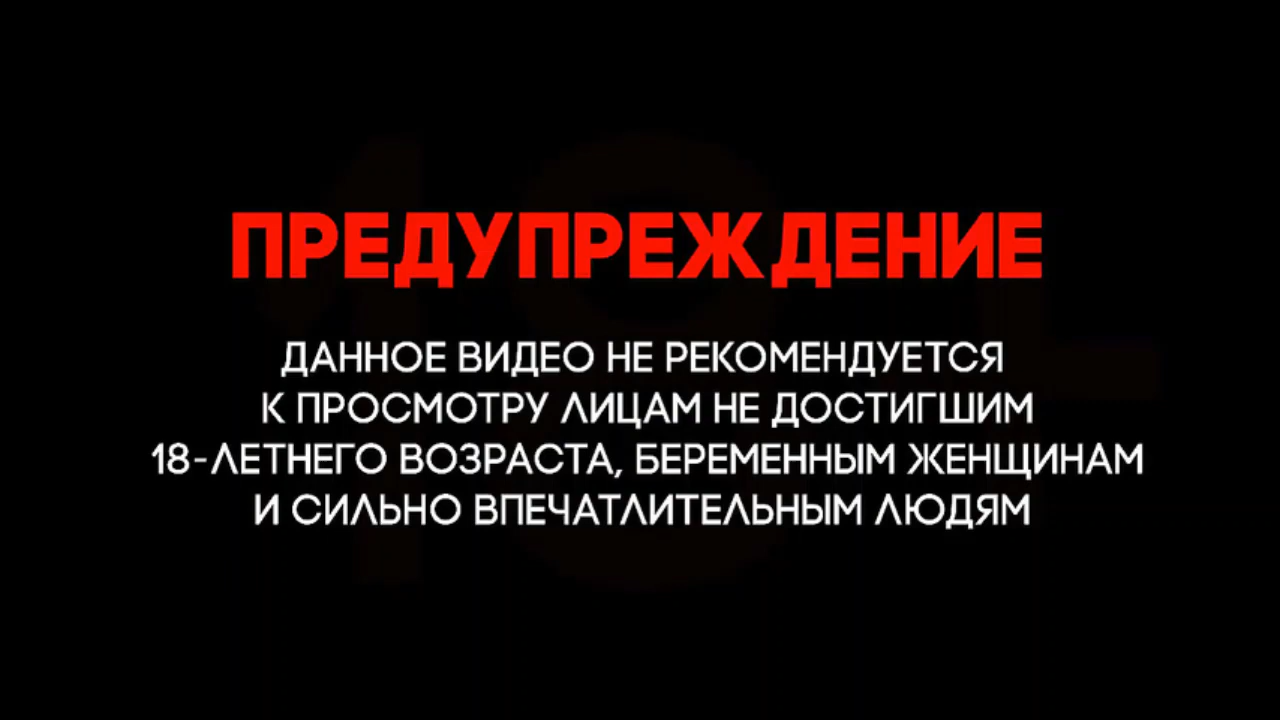 ПРЕДУПРЕЖДЕНИЕ
ДАННОЕ ВИДЕО НЕ РЕКОМЕНДУЕТСЯ
К ПРОСМОТРУ ЛИЦАМ НЕ ДОСТИГШИМ
18-ЛЕТНЕГО ВОЗРАСТА, БЕРЕМЕННЫМ ЖЕНЩИНАМ
И СИЛЬНО ВПЕЧАТЛИТЕЛЬНЫМ ЛЮДЯМ